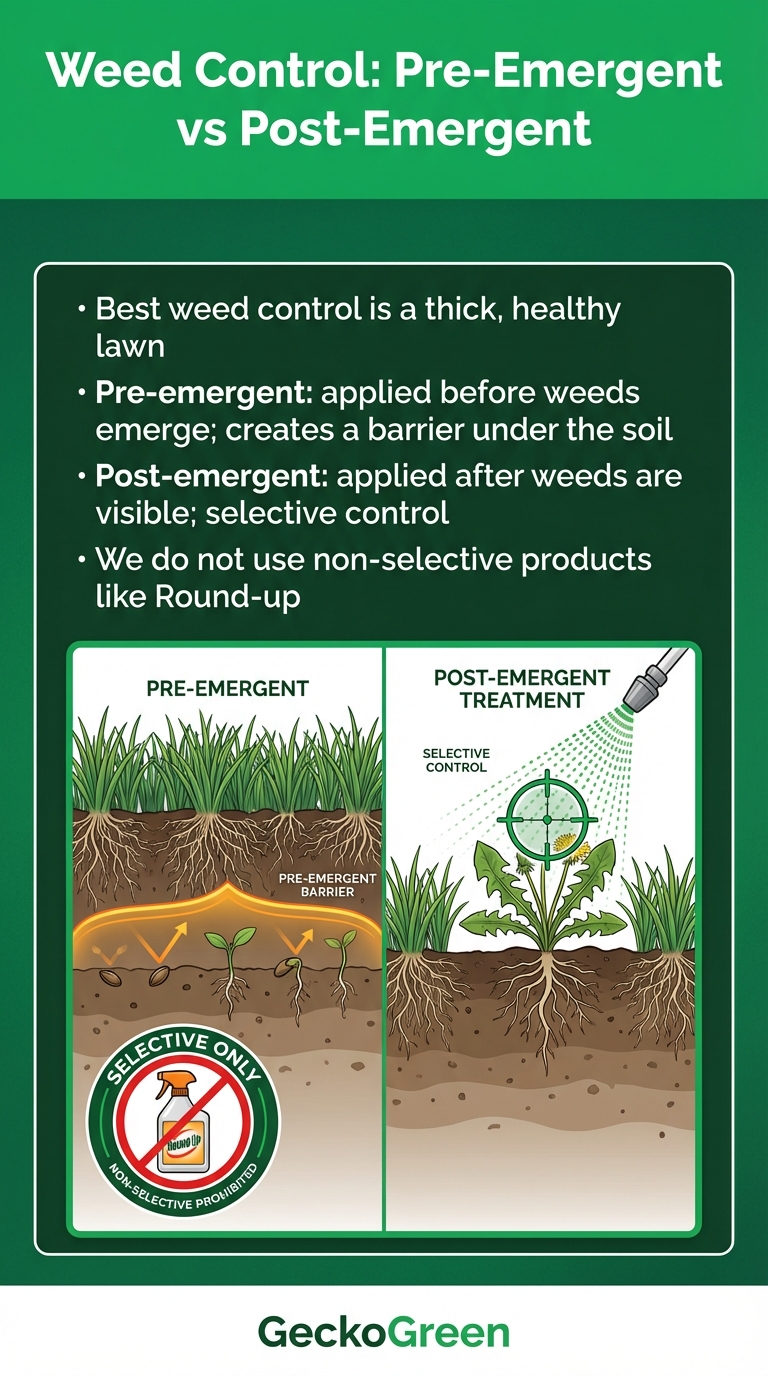 Weed Control: Pre-Emergent
vs Post-Emergent
• Best weed control is a thick, healthy
lawn
• Pre-emergent: applied before weeds
emerge; creates a barrier under the soil
• Post-emergent: applied after weeds are
visible; selective control
• We do not use non-selective products
like Round-up
PRE-EMERGENT
PRE-EMERGENT
BARRIER
SELECTIVE ONLY
NON-SELECTIVE PROHIBITED
POST-EMERGENT
TREATMENT
SELECTIVE
CONTROL
GeckoGreen